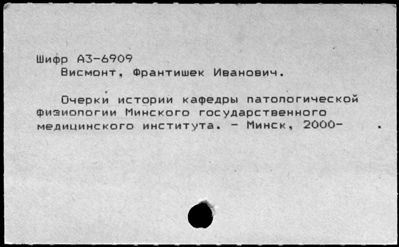 Шифр А3-6909
Висмонт, Франтишек Иванович.
Очерки истории кафедры патологической
физиологии Минского государственного
медицинского института. - Минск, 2000- .